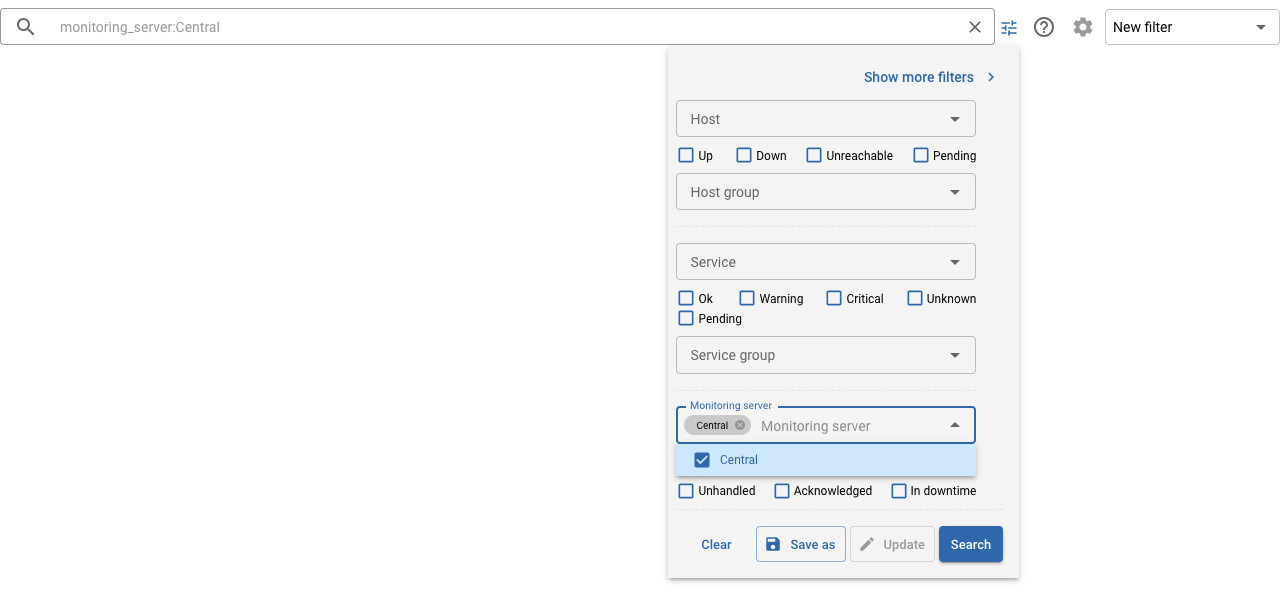 monitoring_server:Central
New filter
Show more filters
Host
Up Down Unreachable Pending
Host group
Service
Ok Warning Critical Unknown
Pending
Service group
Monitoring server
Central Monitoring server
Central
Unhandled Acknowledged In downtime
Clear Save as Update Search